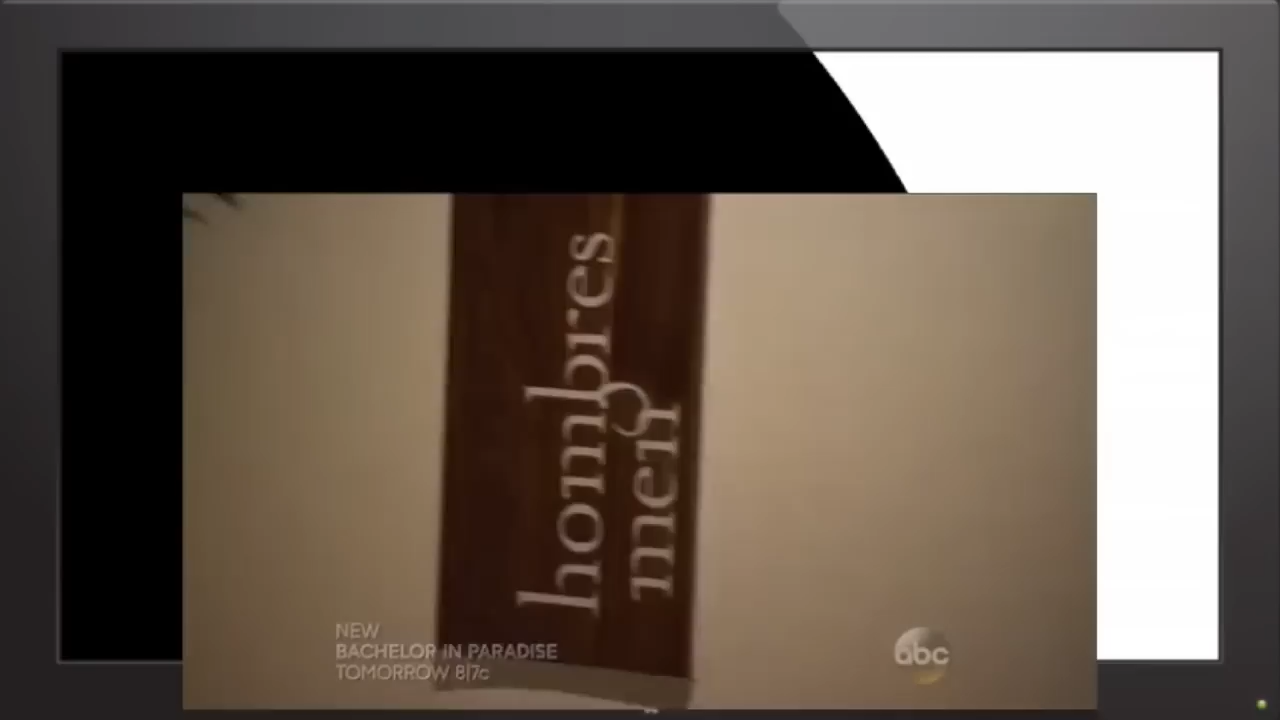 hombres
men
NEW
BACHELOR IN PARADISE
TOMORROW 8|7c
abc